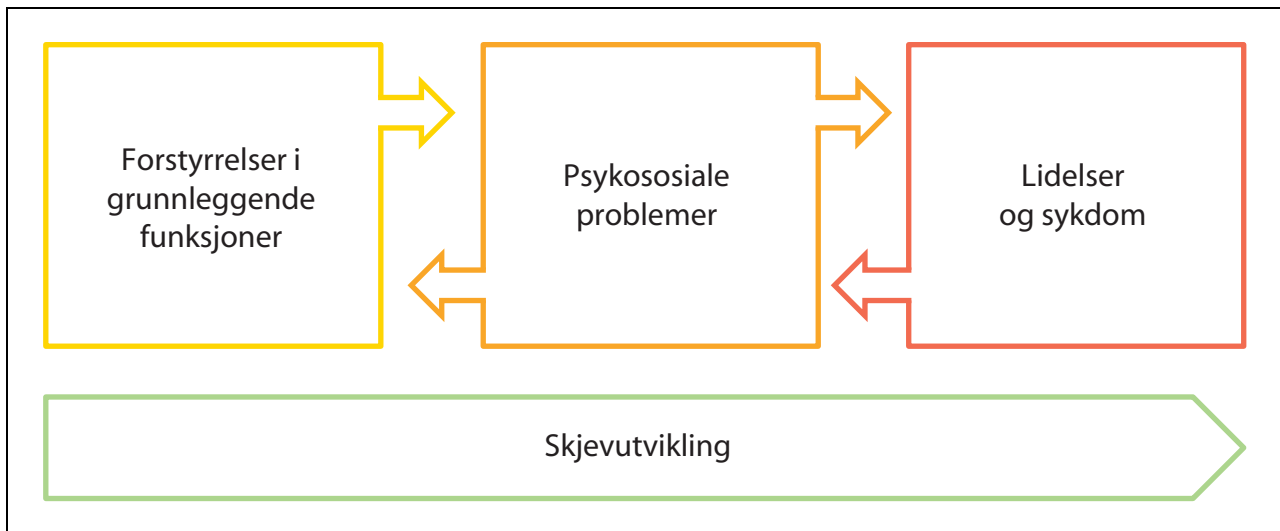 Forstyrrelser i
grunnleggende
funksjoner
Psykososiale
problemer
Lidelser
og sykdom
Skjevutvikling